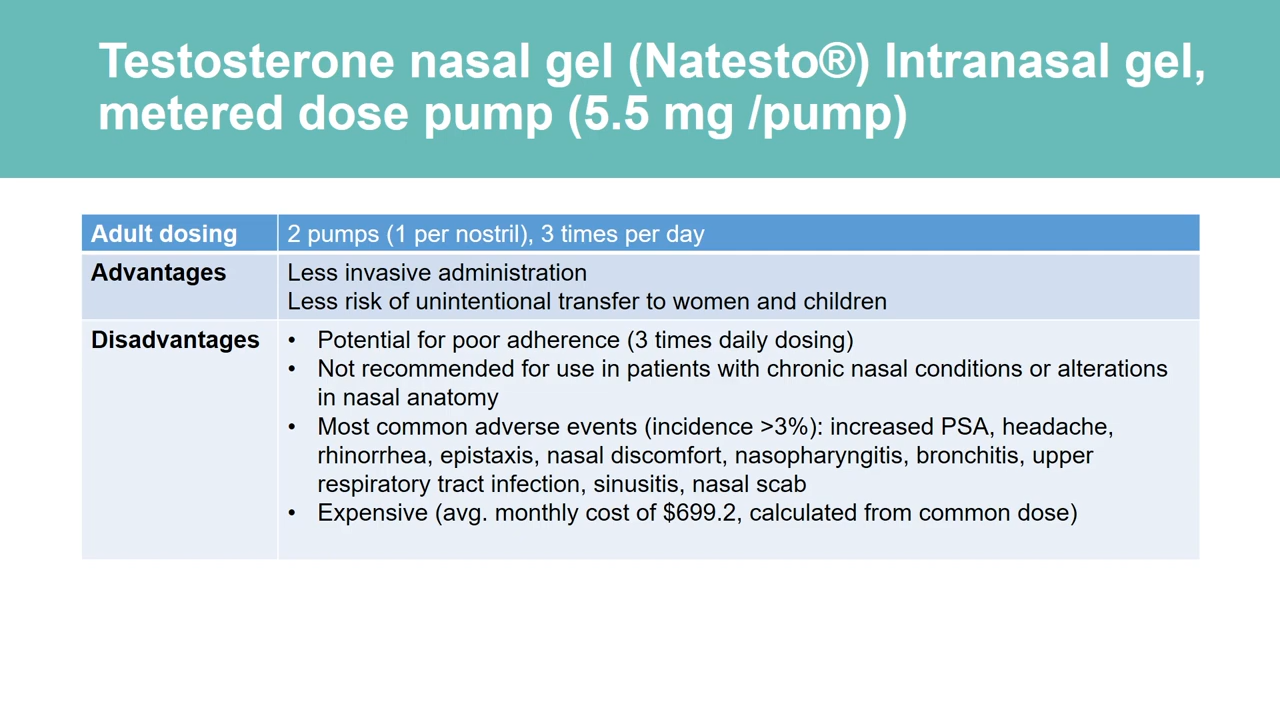 Testosterone nasal gel (Natesto®) Intranasal gel,
metered dose pump (5.5 mg /pump)
Adult dosing
2 pumps (1 per nostril), 3 times per day
Advantages
Less invasive administration
Less risk of unintentional transfer to women and children
Disadvantages
• Potential for poor adherence (3 times daily dosing)
• Not recommended for use in patients with chronic nasal conditions or alterations
in nasal anatomy
• Most common adverse events (incidence >3%): increased PSA, headache,
rhinorrhea, epistaxis, nasal discomfort, nasopharyngitis, bronchitis, upper
respiratory tract infection, sinusitis, nasal scab
• Expensive (avg. monthly cost of $699.2, calculated from common dose)